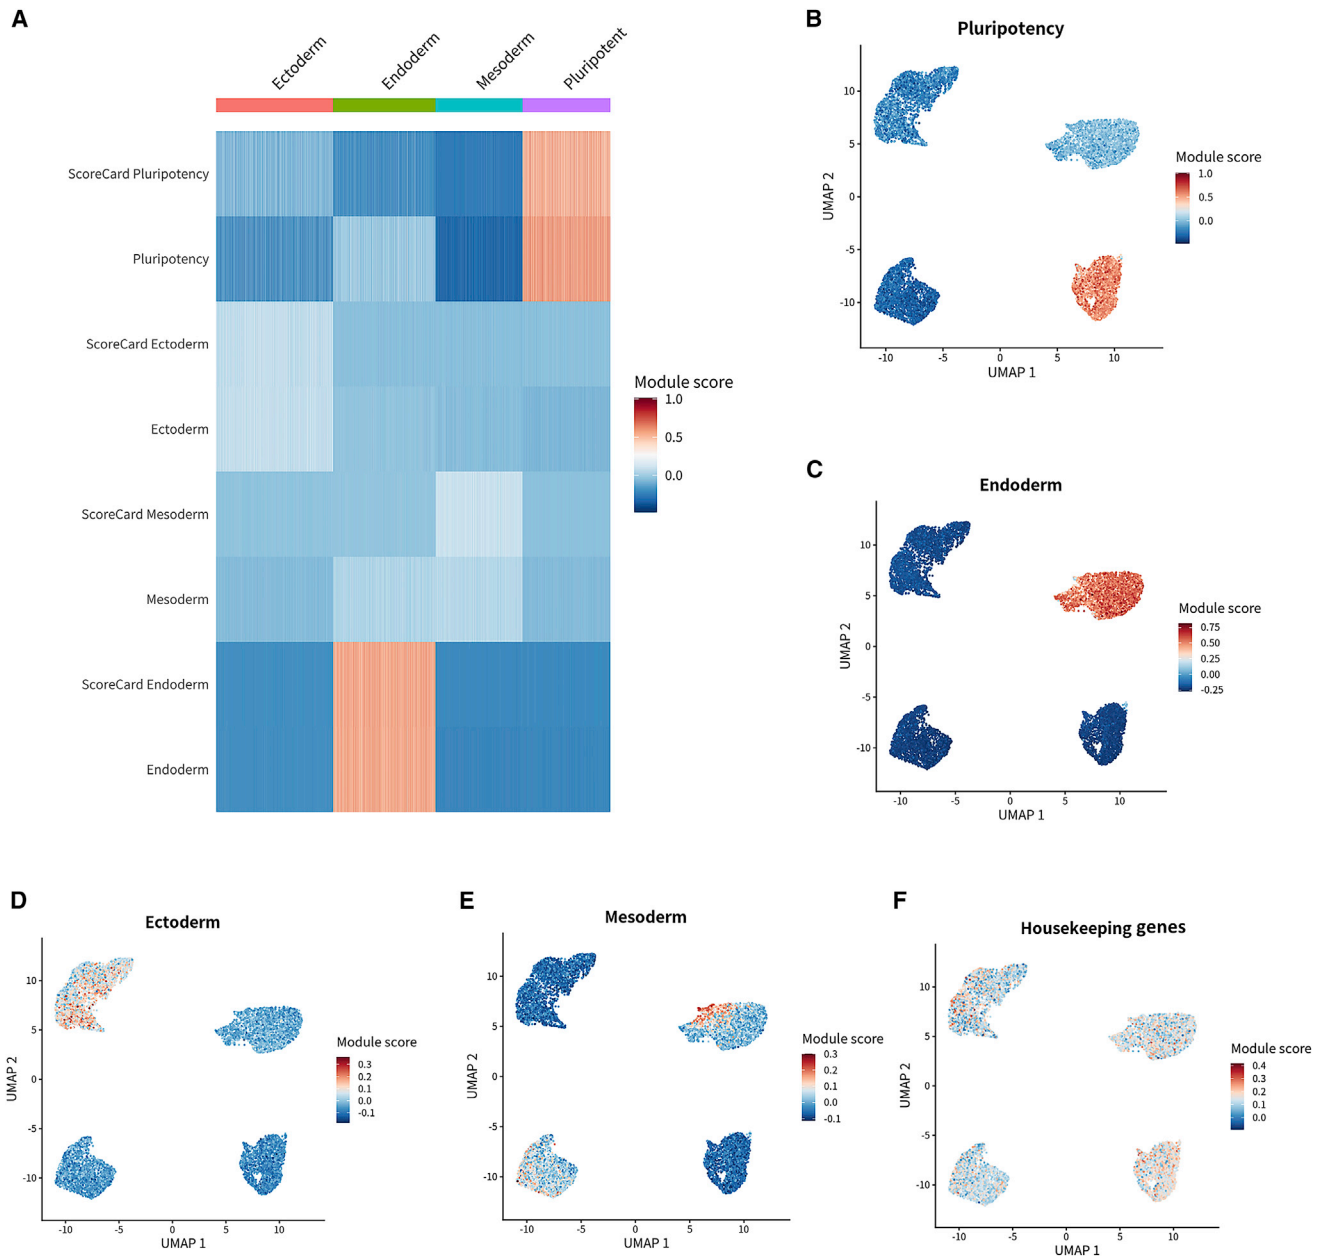 A
Ectoderm
Endoderm
Mesoderm
Pluripotent
ScoreCard Pluripotency
Pluripotency
ScoreCard Ectoderm
Ectoderm
ScoreCard Mesoderm
Mesoderm
ScoreCard Endoderm
Endoderm
Module score
1.0
0.5
0.0
B
Pluripotency
10
5
0
-5
-10
UMAP 2
-10 -5 0 5 10
UMAP 1
Module score
1.0
0.5
0.0
C
Endoderm
10
5
0
-5
-10
UMAP 2
-10 -5 0 5 10
UMAP 1
Module score
0.75
0.50
0.25
0.00
-0.25
D
Ectoderm
10
5
0
-5
-10
UMAP 2
-10 -5 0 5 10
UMAP 1
Module score
0.3
0.2
0.1
0.0
-0.1
E
Mesoderm
10
5
0
-5
-10
UMAP 2
-10 -5 0 5 10
UMAP 1
Module score
0.3
0.2
0.1
0.0
-0.1
F
Housekeeping genes
10
5
0
-5
-10
UMAP 2
-10 -5 0 5 10
UMAP 1
Module score
0.4
0.3
0.2
0.1
0.0